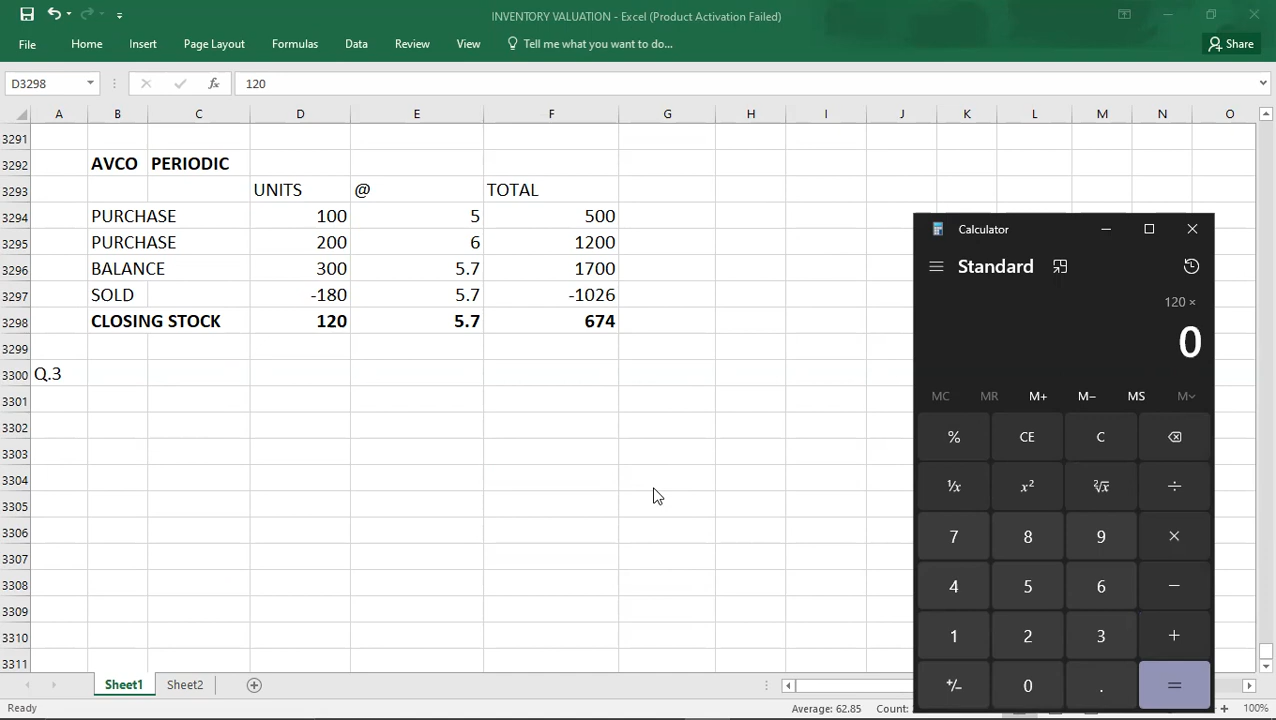 INVENTORY VALUATION - Excel (Product Activation Failed)
File Home Insert Page Layout Formulas Data Review View Tell me what you want to do... Share
D3298 fx 120
A B C D E F G H I J K L M N O
3291
3292 AVCO PERIODIC
3293 UNITS @ TOTAL
3294 PURCHASE 100 5 500
3295 PURCHASE 200 6 1200
3296 BALANCE 300 5.7 1700
3297 SOLD -180 5.7 -1026
3298 CLOSING STOCK 120 5.7 674
3299
3300 Q.3
3301
3302
3303
3304
3305
3306
3307
3308
3309
3310
3311
Calculator
Standard
120 ×
0
MC MR M+ M− MS M˅
% CE C
¹/x x² ²√x ÷
7 8 9 ×
4 5 6 −
1 2 3 +
+/− 0 . =
Sheet1 Sheet2
Ready Average: 62.85 Count: + 100%